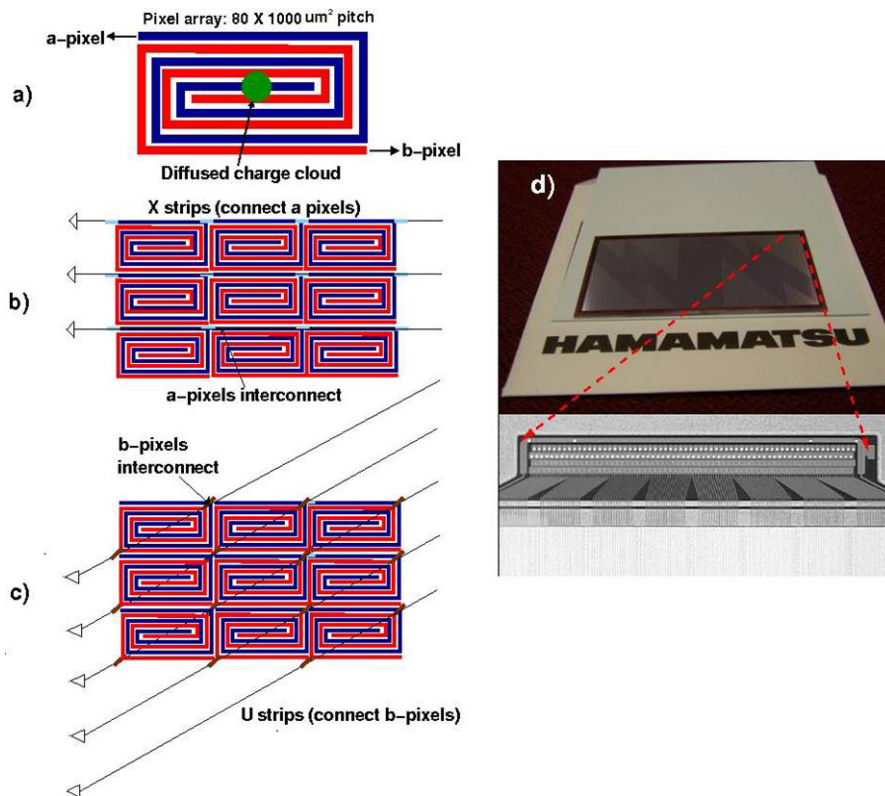 Pixel array: 80 X 1000 um² pitch
a-pixel
a)
b-pixel
Diffused charge cloud
X strips (connect a pixels)
b)
a-pixels interconnect
b-pixels
interconnect
c)
U strips (connect b-pixels)
d)
HAMAMATSU